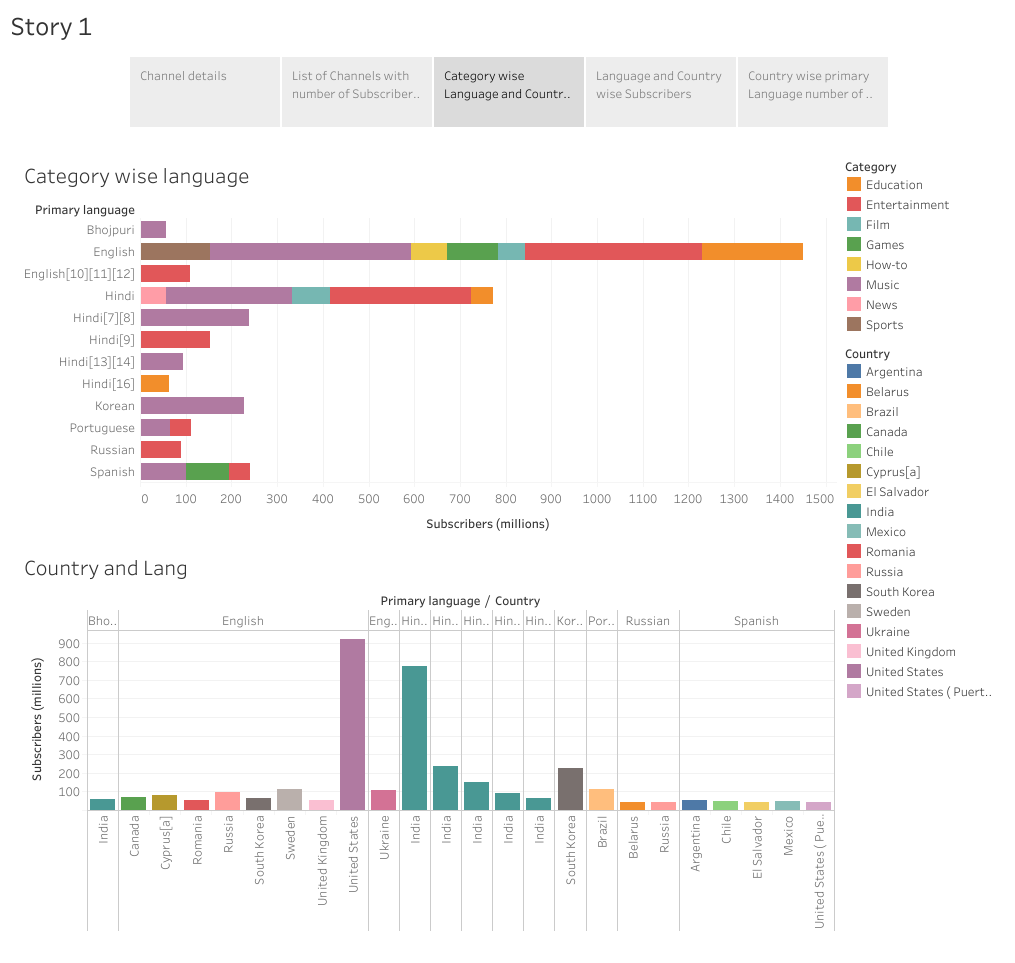 Story 1
Channel details
List of Channels with
number of Subscriber..
Category wise
Language and Countr..
Language and Country
wise Subscribers
Country wise primary
Language number of ..
Category wise language
Primary language
Bhojpuri
English
English[10][11][12]
Hindi
Hindi[7][8]
Hindi[9]
Hindi[13][14]
Hindi[16]
Korean
Portuguese
Russian
Spanish
0 100 200 300 400 500 600 700 800 900 1000 1100 1200 1300 1400 1500
Subscribers (millions)
Category
Education
Entertainment
Film
Games
How-to
Music
News
Sports
Country
Argentina
Belarus
Brazil
Canada
Chile
Cyprus[a]
El Salvador
India
Mexico
Romania
Russia
South Korea
Sweden
Ukraine
United Kingdom
United States
United States ( Puert..
Country and Lang
Primary language / Country
Bho.. English Eng.. Hin.. Hin.. Hin.. Hin.. Hin.. Kor.. Por.. Russian Spanish
Subscribers (millions)
900
800
700
600
500
400
300
200
100
India
Canada
Cyprus[a]
Romania
Russia
South Korea
Sweden
United Kingdom
United States
Ukraine
India
India
India
India
India
South Korea
Brazil
Belarus
Russia
Argentina
Chile
El Salvador
Mexico
United States ( Pue..